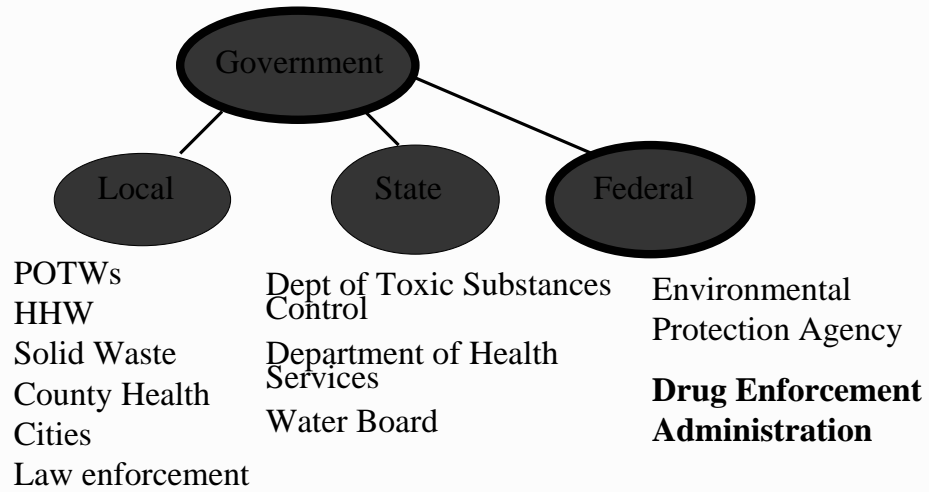 Government
Local
State
Federal
POTWs
HHW
Solid Waste
County Health
Cities
Law enforcement
Dept of Toxic Substances
Control
Department of Health
Services
Water Board
Environmental
Protection Agency
Drug Enforcement
Administration